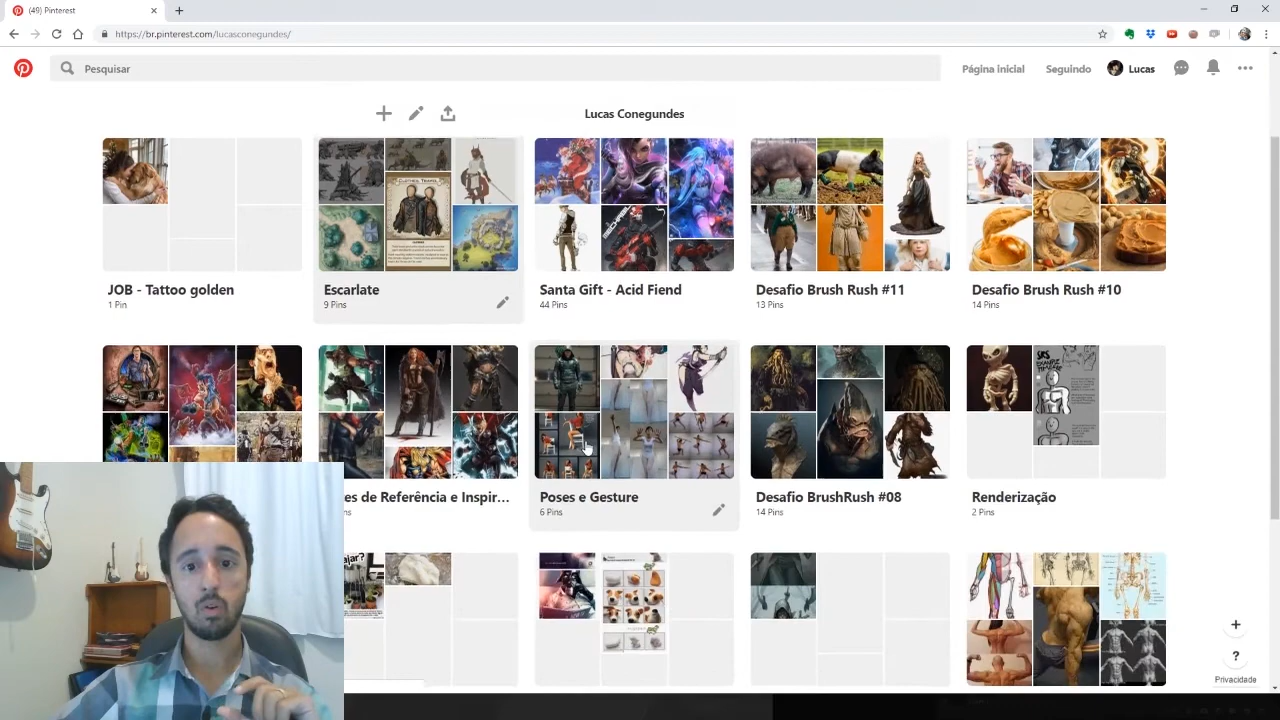 (49) Pinterest
https://br.pinterest.com/lucasconegundes/
Pesquisar
Página inicial
Seguindo
Lucas
Lucas Conegundes
JOB - Tattoo golden
1 Pin
Escarlate
9 Pins
Santa Gift - Acid Fiend
44 Pins
Desafio Brush Rush #11
13 Pins
Desafio Brush Rush #10
14 Pins
es de Referência e Inspir...
ns
Poses e Gesture
6 Pins
Desafio BrushRush #08
14 Pins
Renderização
2 Pins
?
Privacidade